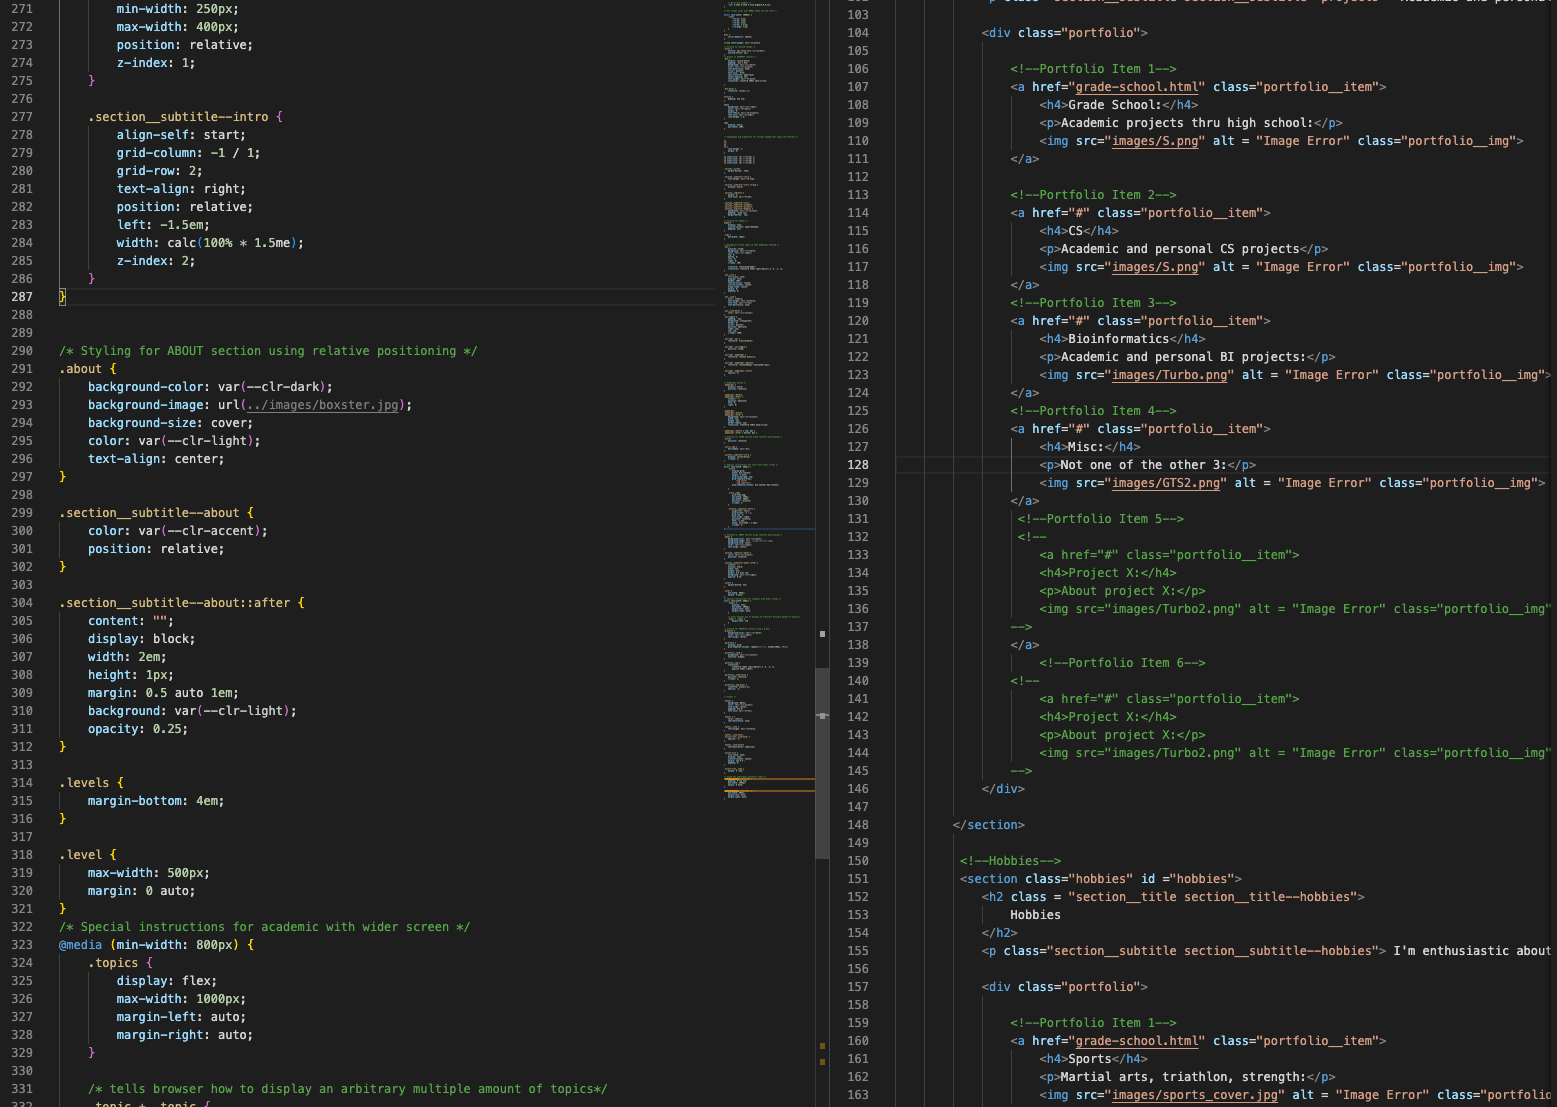 271 min-width: 250px;
272 max-width: 400px;
273 position: relative;
274 z-index: 1;
275 }
276
277 .section__subtitle--intro {
278 align-self: start;
279 grid-column: -1 / 1;
280 grid-row: 2;
281 text-align: right;
282 position: relative;
283 left: -1.5em;
284 width: calc(100% * 1.5me);
285 z-index: 2;
286 }
287 }
288
289
290 /* Styling for ABOUT section using relative positioning */
291 .about {
292 background-color: var(--clr-dark);
293 background-image: url(../images/boxster.jpg);
294 background-size: cover;
295 color: var(--clr-light);
296 text-align: center;
297 }
298
299 .section__subtitle--about {
300 color: var(--clr-accent);
301 position: relative;
302 }
303
304 .section__subtitle--about::after {
305 content: "";
306 display: block;
307 width: 2em;
308 height: 1px;
309 margin: 0.5 auto 1em;
310 background: var(--clr-light);
311 opacity: 0.25;
312 }
313
314 .levels {
315 margin-bottom: 4em;
316 }
317
318 .level {
319 max-width: 500px;
320 margin: 0 auto;
321 }
322 /* Special instructions for academic with wider screen */
323 @media (min-width: 800px) {
324 .topics {
325 display: flex;
326 max-width: 1000px;
327 margin-left: auto;
328 margin-right: auto;
329 }
330
331 /* tells browser how to display an arbitrary multiple amount of topics*/
332 .topic + .topic {
103
104 <div class="portfolio">
105
106 <!--Portfolio Item 1-->
107 <a href="grade-school.html" class="portfolio__item">
108 <h4>Grade School:</h4>
109 <p>Academic projects thru high school:</p>
110 <img src="images/S.png" alt = "Image Error" class="portfolio__img">
111 </a>
112
113 <!--Portfolio Item 2-->
114 <a href="#" class="portfolio__item">
115 <h4>CS</h4>
116 <p>Academic and personal CS projects</p>
117 <img src="images/S.png" alt = "Image Error" class="portfolio__img">
118 </a>
119 <!--Portfolio Item 3-->
120 <a href="#" class="portfolio__item">
121 <h4>Bioinformatics</h4>
122 <p>Academic and personal BI projects:</p>
123 <img src="images/Turbo.png" alt = "Image Error" class="portfolio__img">
124 </a>
125 <!--Portfolio Item 4-->
126 <a href="#" class="portfolio__item">
127 <h4>Misc:</h4>
128 <p>Not one of the other 3:</p>
129 <img src="images/GTS2.png" alt = "Image Error" class="portfolio__img">
130 </a>
131 <!--Portfolio Item 5-->
132 <!--
133 <a href="#" class="portfolio__item">
134 <h4>Project X:</h4>
135 <p>About project X:</p>
136 <img src="images/Turbo2.png" alt = "Image Error" class="portfolio__img"
137 -->
138 </a>
139 <!--Portfolio Item 6-->
140 <!--
141 <a href="#" class="portfolio__item">
142 <h4>Project X:</h4>
143 <p>About project X:</p>
144 <img src="images/Turbo2.png" alt = "Image Error" class="portfolio__img"
145 -->
146 </div>
147
148 </section>
149
150 <!--Hobbies-->
151 <section class="hobbies" id ="hobbies">
152 <h2 class = "section__title section__title--hobbies">
153 Hobbies
154 </h2>
155 <p class="section__subtitle section__subtitle--hobbies"> I'm enthusiastic about
156
157 <div class="portfolio">
158
159 <!--Portfolio Item 1-->
160 <a href="grade-school.html" class="portfolio__item">
161 <h4>Sports</h4>
162 <p>Martial arts, triathlon, strength:</p>
163 <img src="images/sports_cover.jpg" alt = "Image Error" class="portfolio